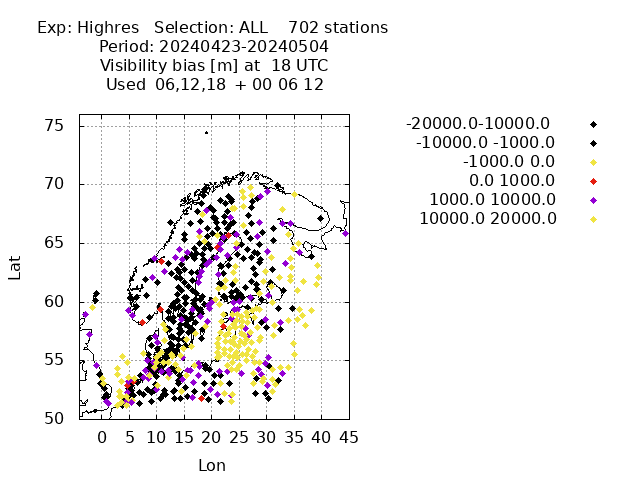 Exp: Highres   Selection: ALL    702 stations
Period: 20240423-20240504
Visibility bias [m] at  18 UTC
Used  06,12,18  + 00 06 12
-20000.0-10000.0
-10000.0 -1000.0
-1000.0 0.0
0.0 1000.0
1000.0 10000.0
10000.0 20000.0
75
70
65
60
55
50
Lat
0 5 10 15 20 25 30 35 40 45
Lon